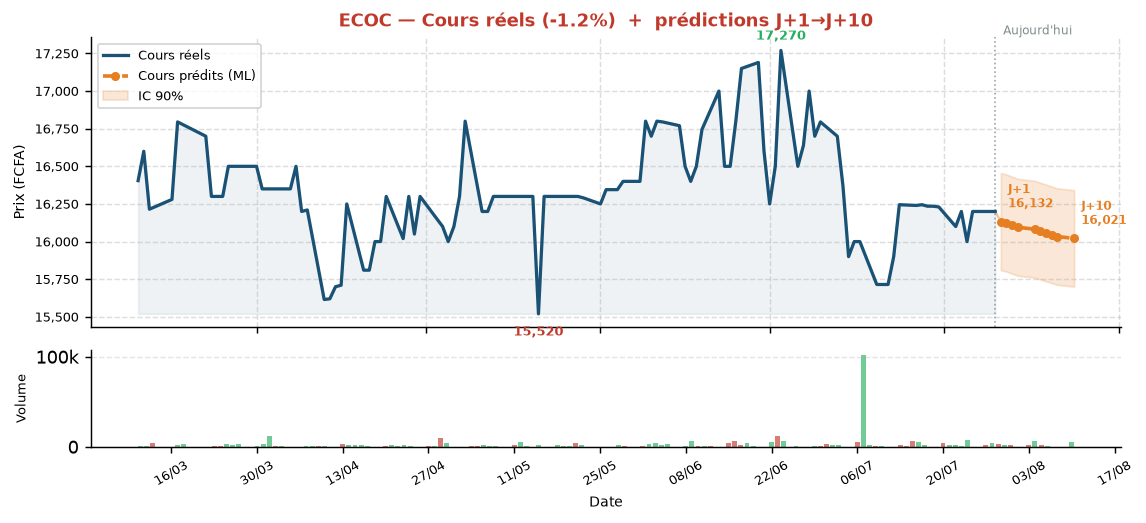 ECOC — Cours réels (-1.2%)  +  prédictions J+1→J+10
Aujourd'hui
17,270
Cours réels
Cours prédits (ML)
IC 90%
Prix (FCFA)
17,250
17,000
16,750
16,500
16,250
16,000
15,750
15,500
J+1
16,132
J+10
16,021
15,520
Volume
100k
0
16/03
30/03
13/04
27/04
11/05
25/05
08/06
22/06
06/07
20/07
03/08
17/08
Date